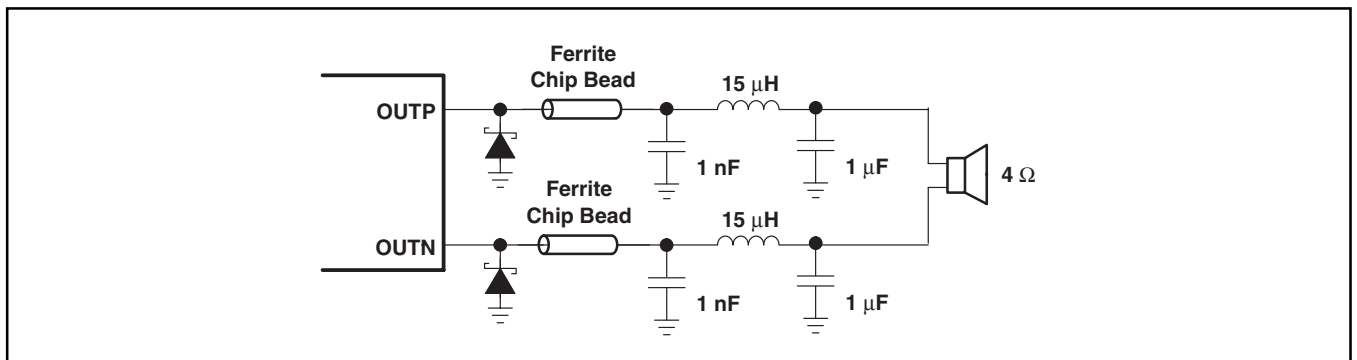 Ferrite
Chip Bead
15 μH
OUTP
1 nF
1 μF
4 Ω
Ferrite
Chip Bead
15 μH
OUTN
1 nF
1 μF